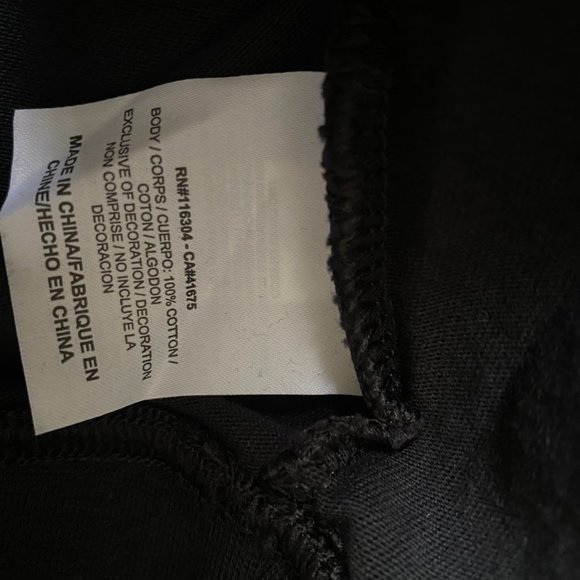 RN#116304 - CA#41675
BODY / CORPS / CUERPO: 100% COTTON /
COTON / ALGODON
EXCLUSIVE OF DECORATION / DECORATION
NON COMPRISE / NO INCLUYE LA
DECORACION
MADE IN CHINA/FABRIQUE EN
CHINE/HECHO EN CHINA